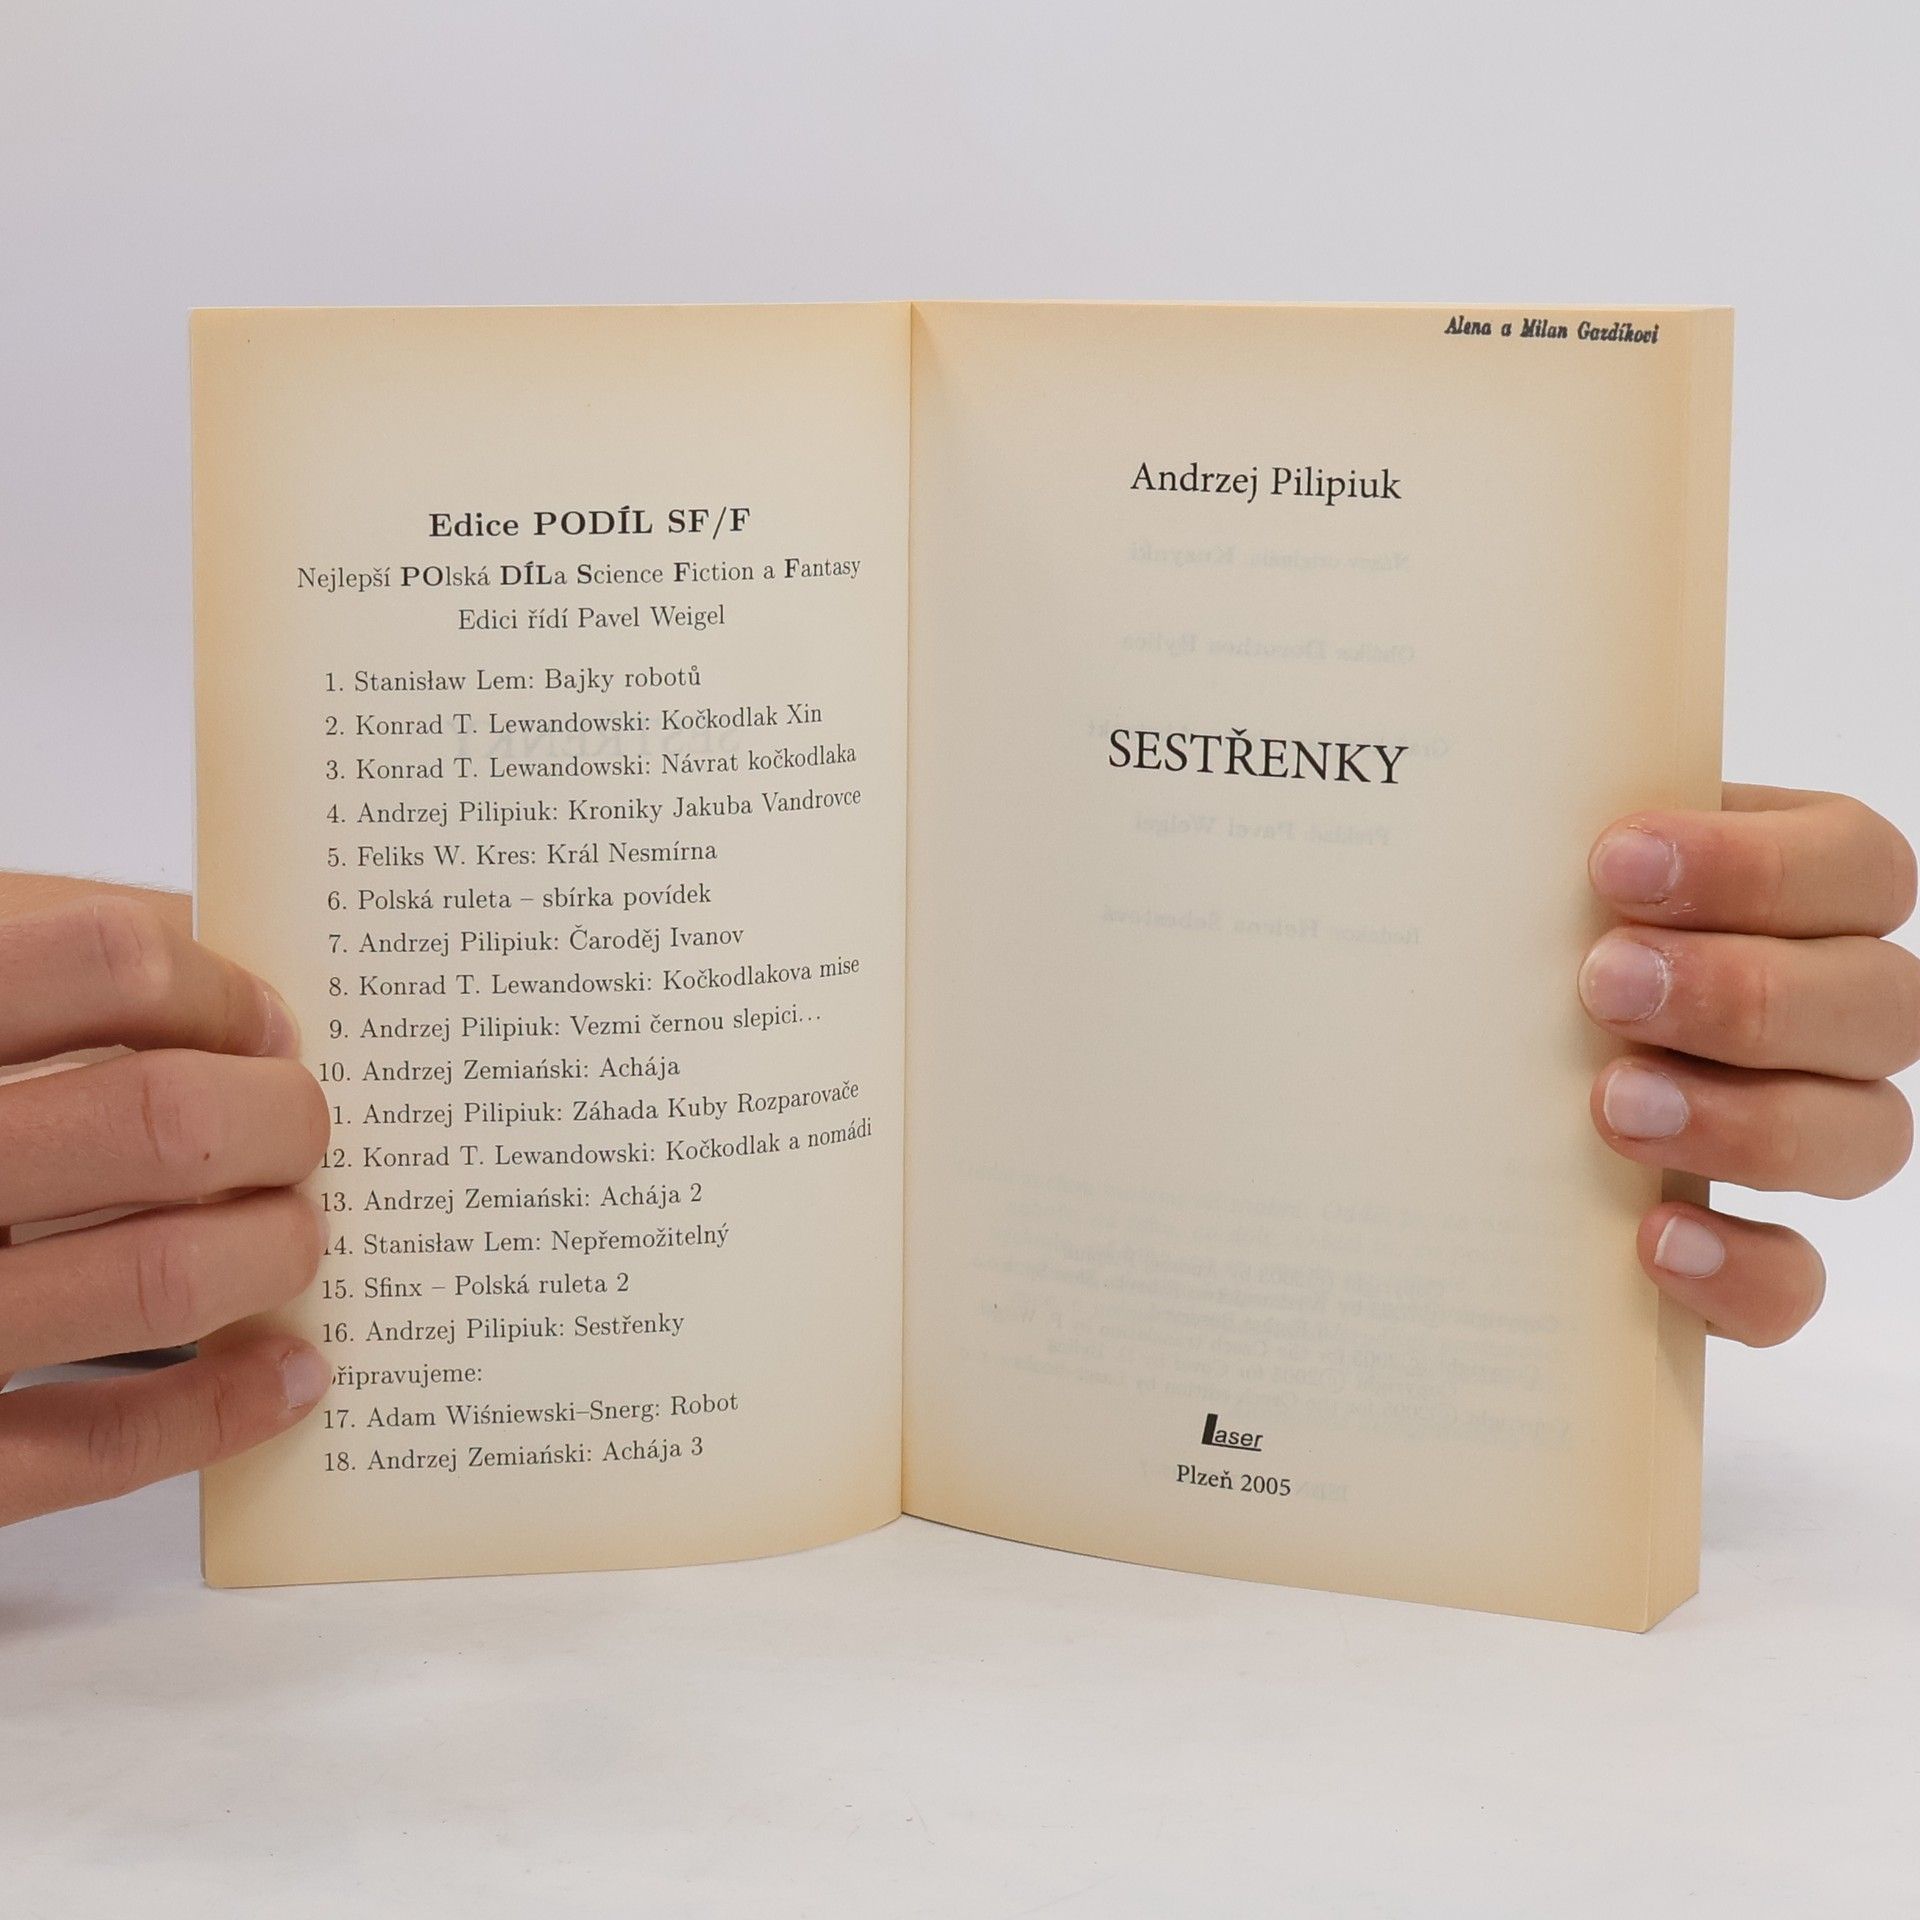 Edice PODÍL SF/F
Nejlepší POlská DÍLa Science Fiction a Fantasy
Edici řídí Pavel Weigel
1. Stanisław Lem: Bajky robotů
2. Konrad T. Lewandowski: Kočkodlak Xin
3. Konrad T. Lewandowski: Návrat kočkodlaka
4. Andrzej Pilipiuk: Kroniky Jakuba Vandrovce
5. Feliks W. Kres: Král Nesmírna
6. Polská ruleta – sbírka povídek
7. Andrzej Pilipiuk: Čaroděj Ivanov
8. Konrad T. Lewandowski: Kočkodlakova mise
9. Andrzej Pilipiuk: Vezmi černou slepici…
10. Andrzej Zemiański: Achája
1. Andrzej Pilipiuk: Záhada Kuby Rozparovače
12. Konrad T. Lewandowski: Kočkodlak a nomádi
13. Andrzej Zemiański: Achája 2
14. Stanisław Lem: Nepřemožitelný
15. Sfinx – Polská ruleta 2
16. Andrzej Pilipiuk: Sestřenky
připravujeme:
17. Adam Wiśniewski–Snerg: Robot
18. Andrzej Zemiański: Achája 3
Alena a Milan Gazdíkovi
Andrzej Pilipiuk
SESTŘENKY
Laser
Plzeň 2005